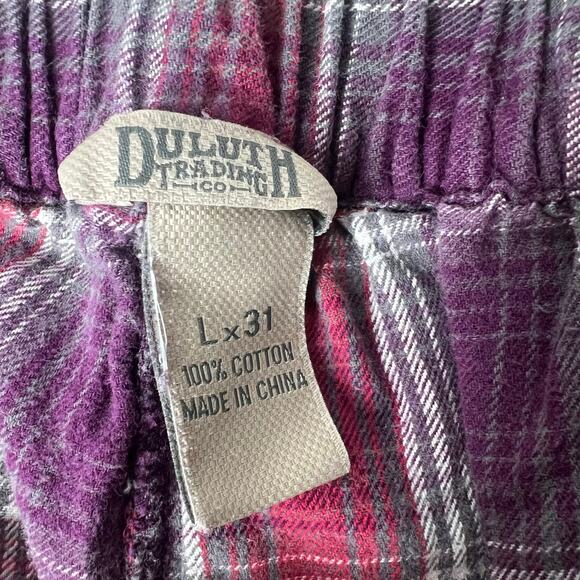 DULUTH
TRADING
CO
L x 31
100% COTTON
MADE IN CHINA